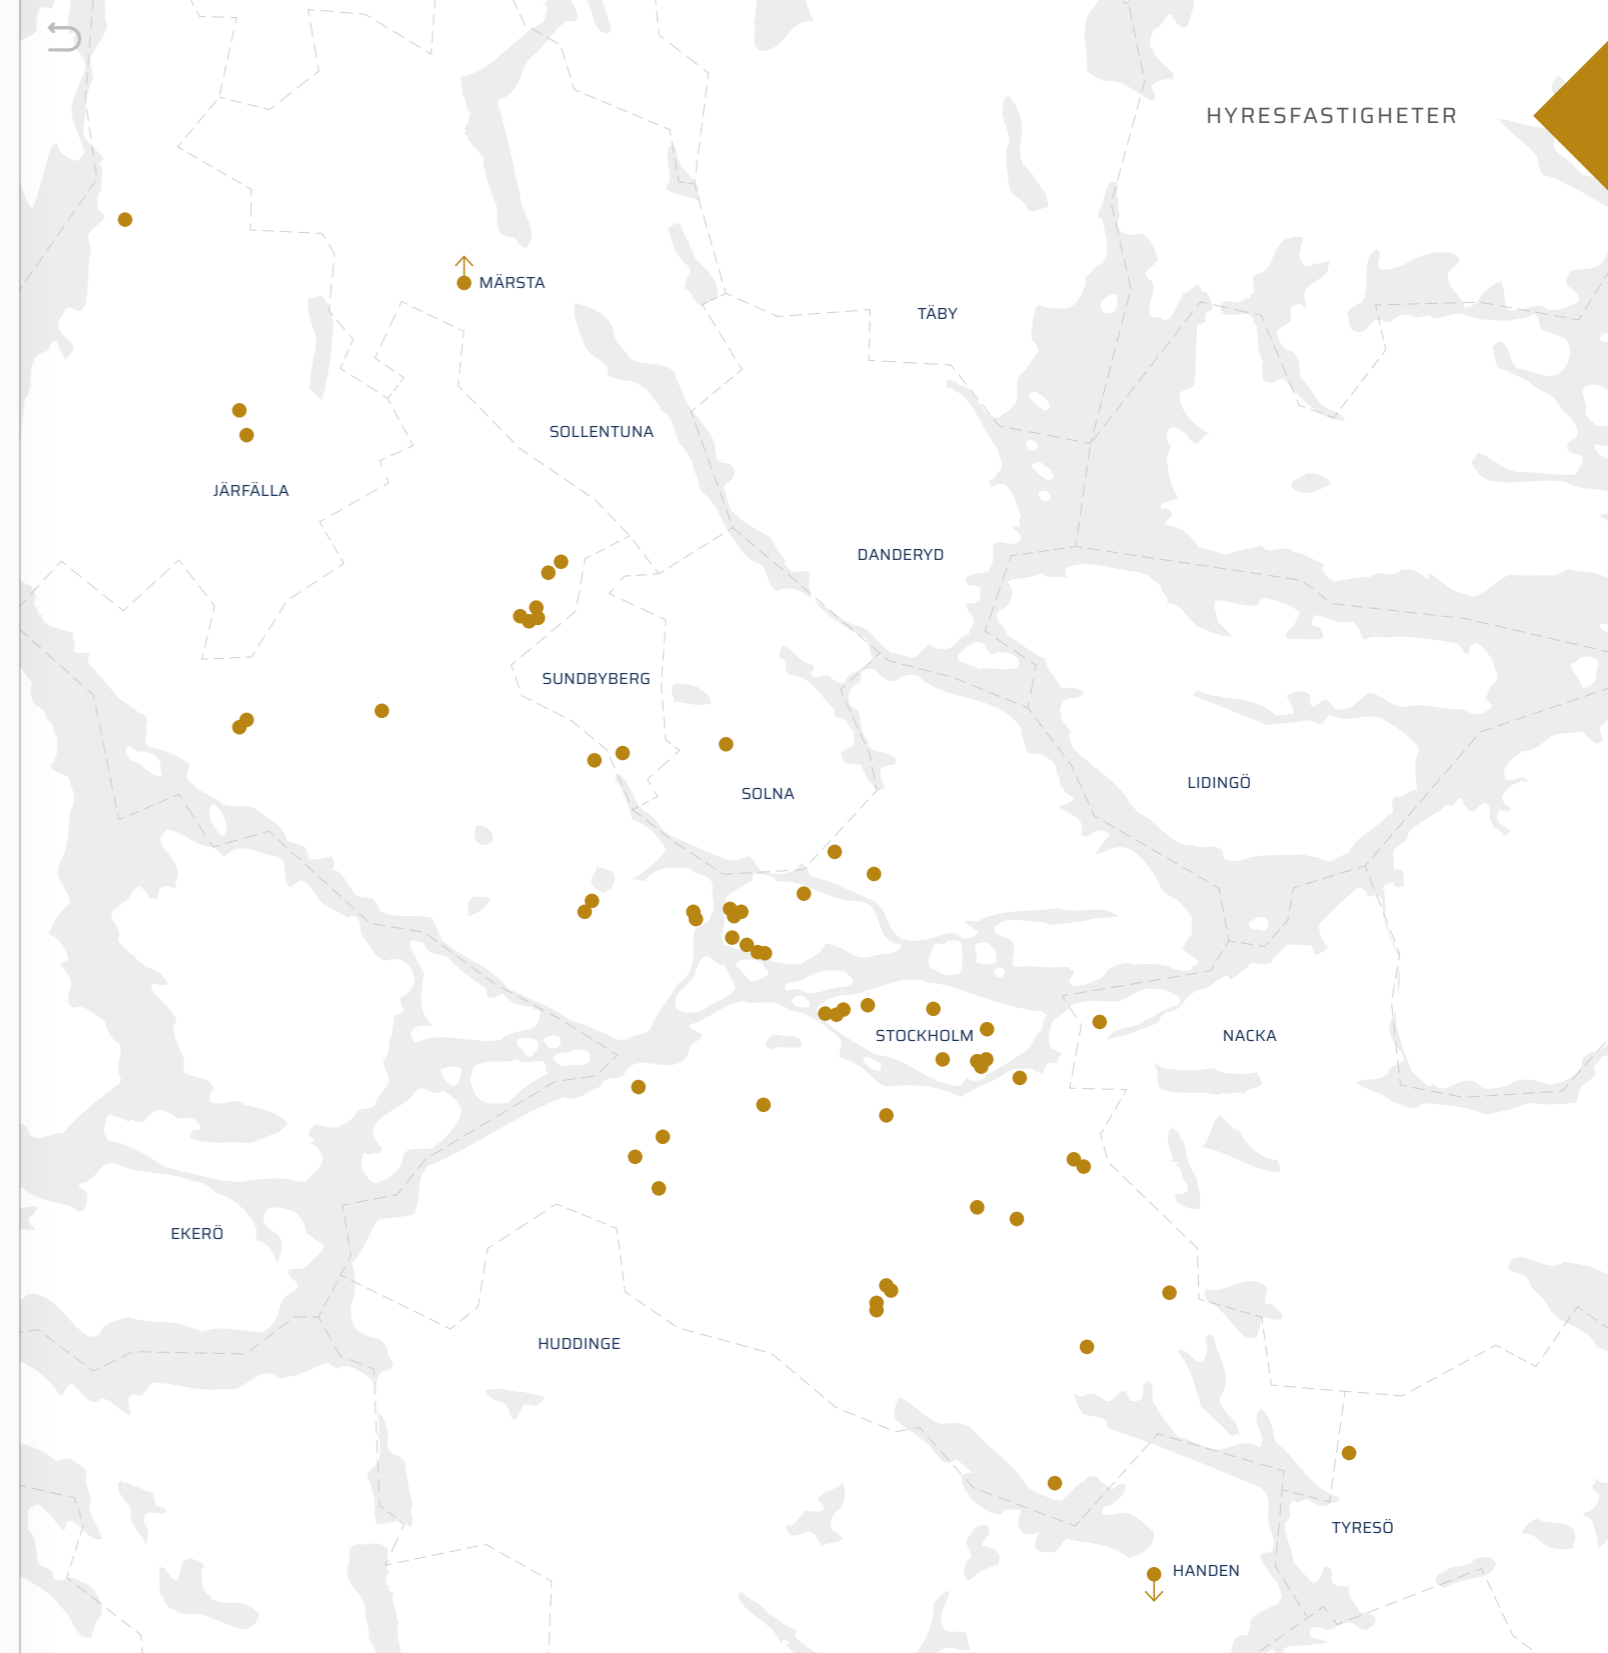 HYRESFASTIGHETER
MÄRSTA
TÄBY
SOLLENTUNA
JÄRFÄLLA
DANDERYD
SUNDBYBERG
LIDINGÖ
SOLNA
STOCKHOLM
NACKA
EKERÖ
HUDDINGE
TYRESÖ
HANDEN